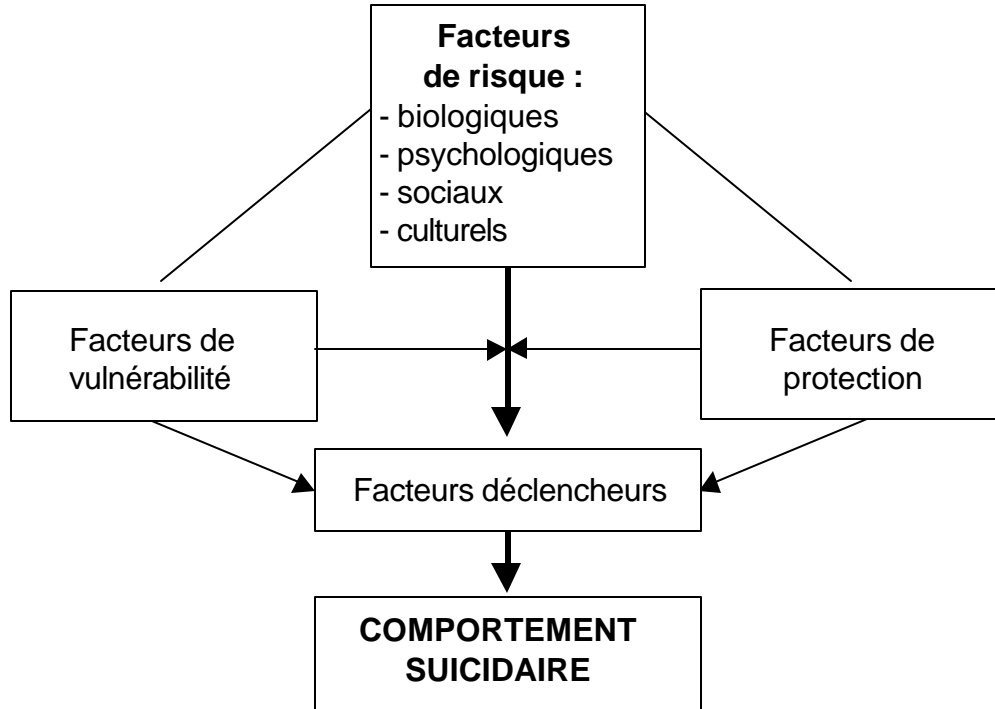 Facteurs
de risque :
- biologiques
- psychologiques
- sociaux
- culturels
Facteurs de
vulnérabilité
Facteurs de
protection
Facteurs déclencheurs
COMPORTEMENT
SUICIDAIRE